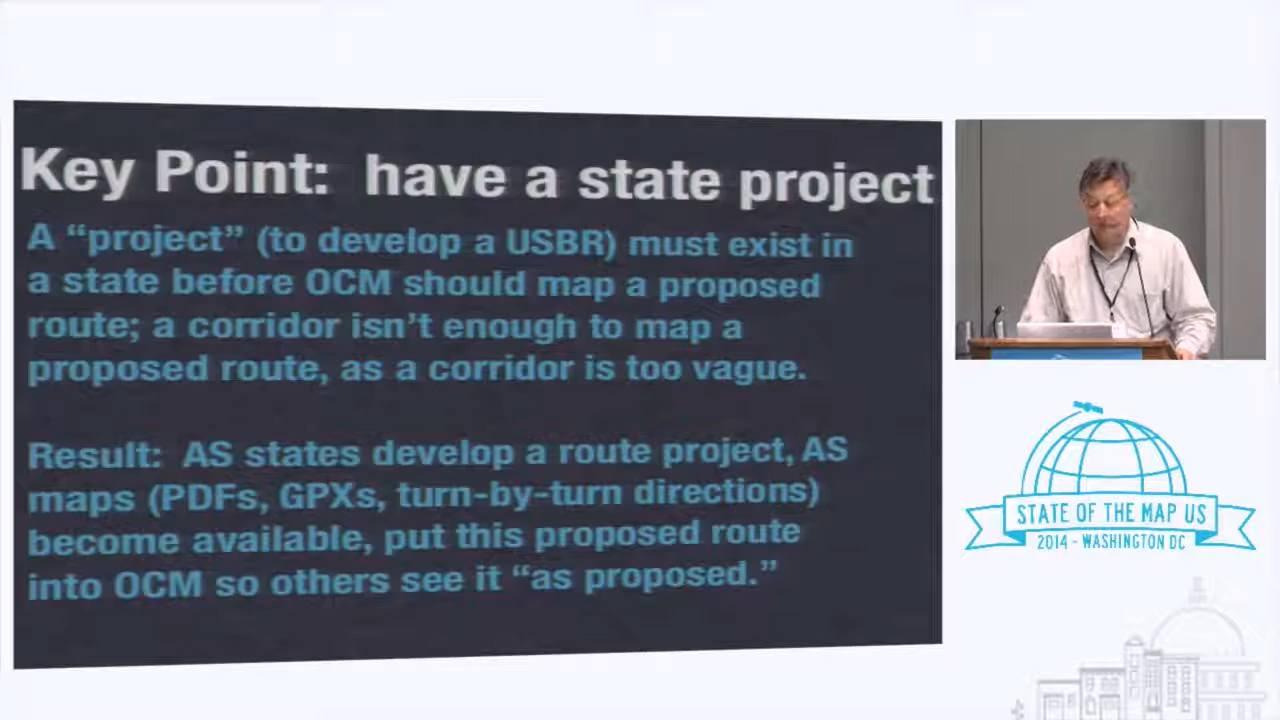 Key Point: have a state project
A “project” (to develop a USBR) must exist in
a state before OCM should map a proposed
route; a corridor isn’t enough to map a
proposed route, as a corridor is too vague.
Result: AS states develop a route project, AS
maps (PDFs, GPXs, turn-by-turn directions)
become available, put this proposed route
into OCM so others see it “as proposed.”
STATE OF THE MAP US
2014 - WASHINGTON DC